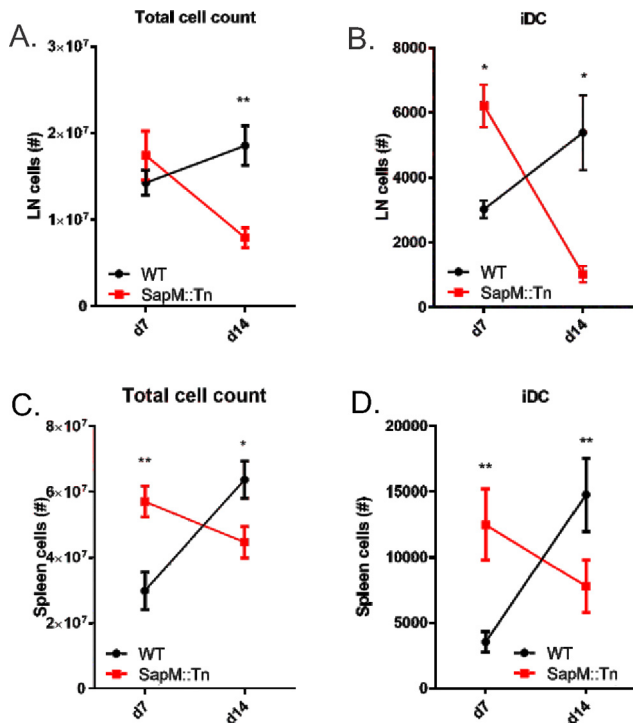 A.
Total cell count
3×10⁷
2×10⁷
1×10⁷
0
LN cells (#)
**
WT
SapM::Tn
d7
d14
B.
iDC
8000
6000
4000
2000
0
LN cells (#)
*
*
WT
SapM::Tn
d7
d14
C.
Total cell count
8×10⁷
6×10⁷
4×10⁷
2×10⁷
0
Spleen cells (#)
**
*
WT
SapM::Tn
d7
d14
D.
iDC
20000
15000
10000
5000
0
Spleen cells (#)
**
**
WT
SapM::Tn
d7
d14